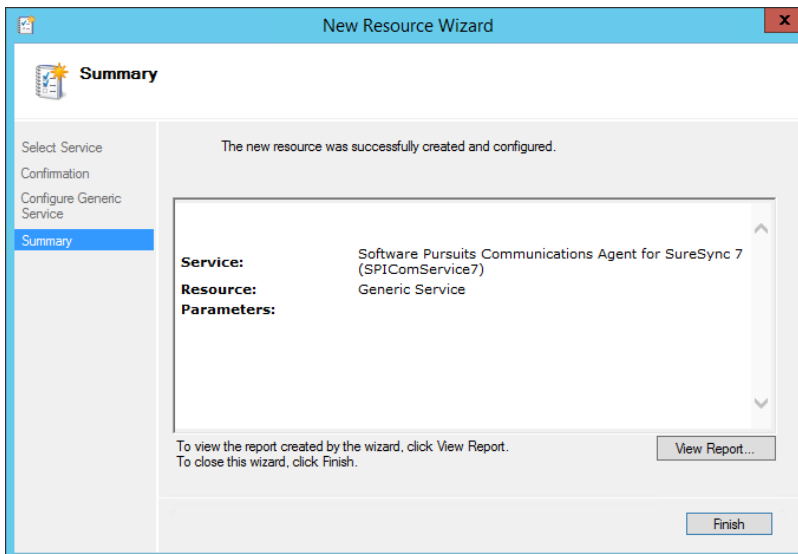 New Resource Wizard
x
Summary
Select Service
Confirmation
Configure Generic
Service
Summary
The new resource was successfully created and configured.
Service:
Software Pursuits Communications Agent for SureSync 7
(SPIComService7)
Resource:
Generic Service
Parameters:
To view the report created by the wizard, click View Report.
To close this wizard, click Finish.
View Report...
Finish